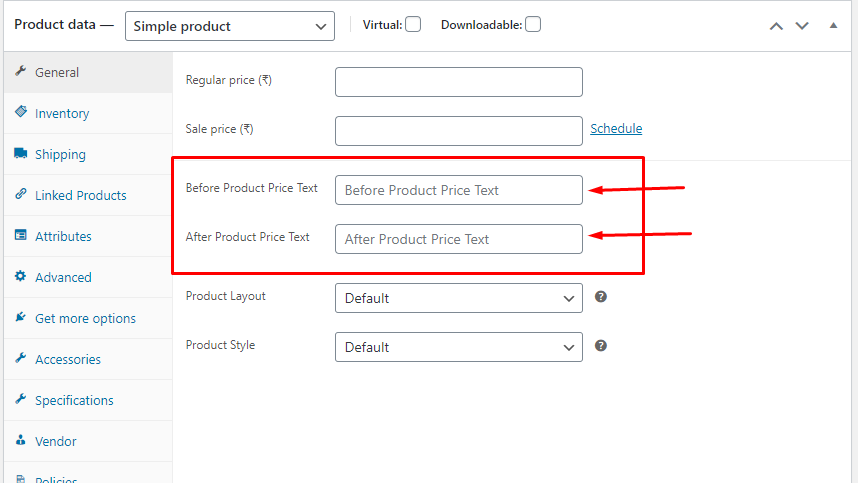 Product data — Simple product Virtual: Downloadable:
General
Inventory
Shipping
Linked Products
Attributes
Advanced
Get more options
Accessories
Specifications
Vendor
Policies
Regular price (₹)
Sale price (₹) Schedule
Before Product Price Text Before Product Price Text
After Product Price Text After Product Price Text
Product Layout Default ?
Product Style Default ?